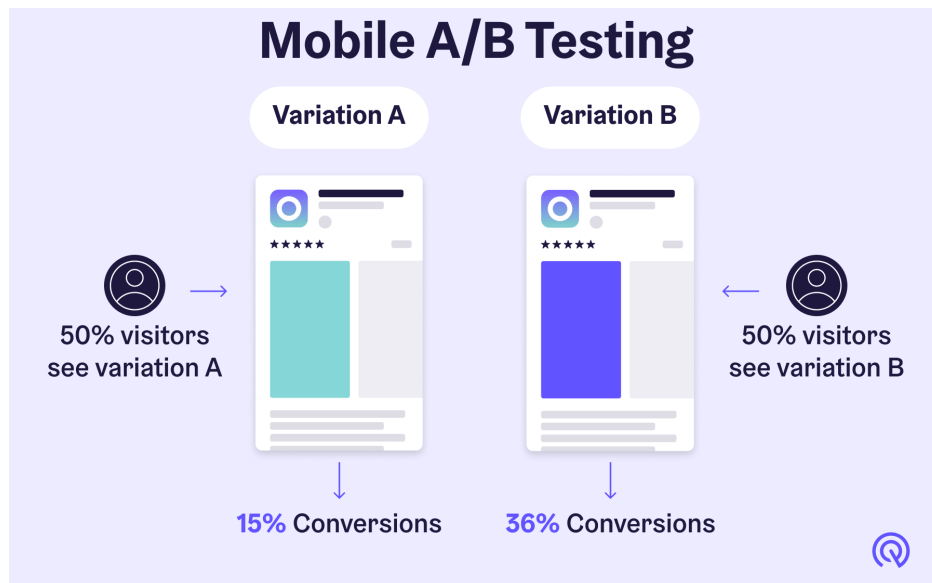 Mobile A/B Testing
Variation A
Variation B
50% visitors
see variation A
50% visitors
see variation B
15% Conversions
36% Conversions